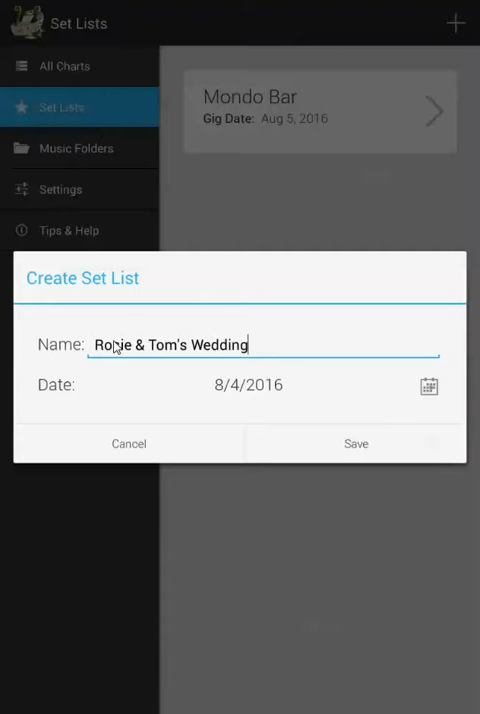 Set Lists
All Charts
Set Lists
Music Folders
Settings
Tips & Help
Mondo Bar
Gig Date: Aug 5, 2016
Create Set List
Name: Rosie & Tom's Wedding
Date: 8/4/2016
Cancel
Save